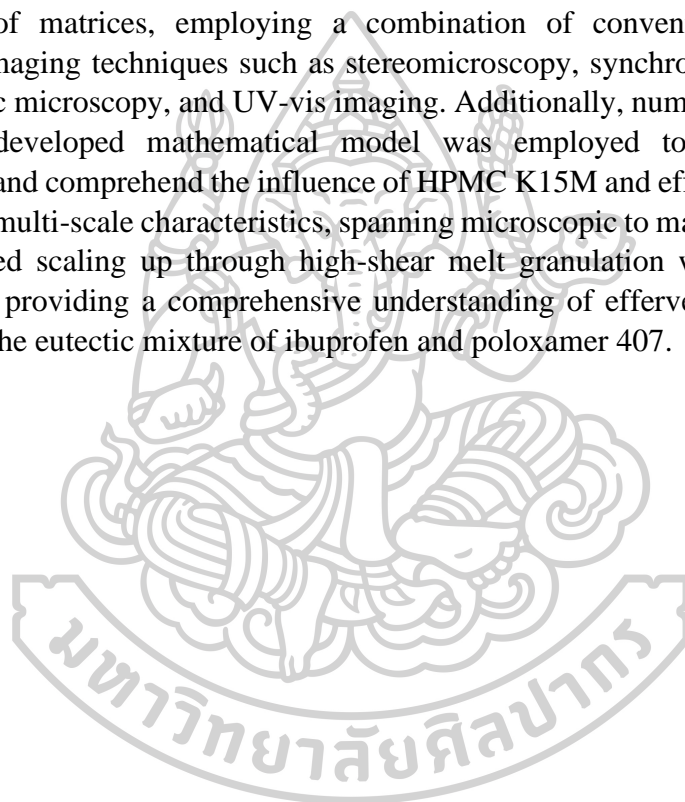 of matrices, employing a combination of conven
naging techniques such as stereomicroscopy, synchro
c microscopy, and UV-vis imaging. Additionally, num
developed mathematical model was employed to
and comprehend the influence of HPMC K15M and eff
multi-scale characteristics, spanning microscopic to ma
ed scaling up through high-shear melt granulation w
providing a comprehensive understanding of efferve
he eutectic mixture of ibuprofen and poloxamer 407.
มหาวิทยาลัยศิลปากร